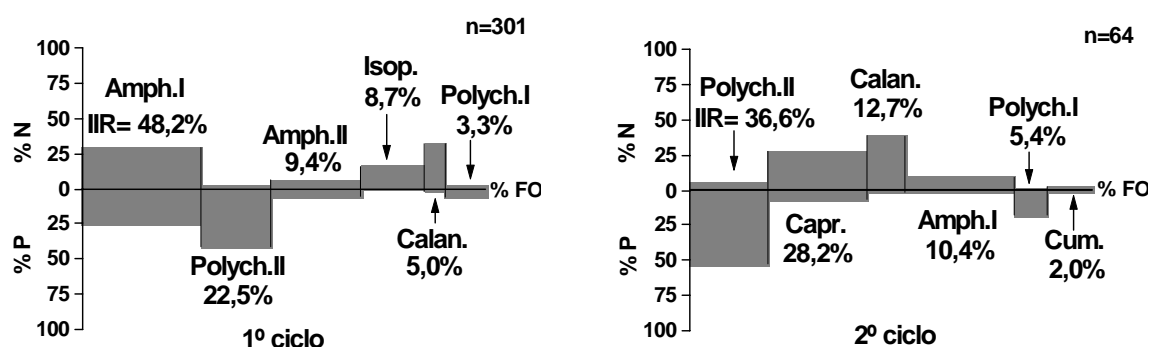 n=301
100
75
50
25
0
25
50
75
100
% N
% P
Amph.I
IIR= 48,2%
Polych.II
22,5%
Amph.II
9,4%
Isop.
8,7%
Calan.
5,0%
Polych.I
3,3%
% FO
1º ciclo
n=64
100
75
50
25
0
25
50
75
100
% N
% P
Polych.II
IIR= 36,6%
Capr.
28,2%
Calan.
12,7%
Amph.I
10,4%
Polych.I
5,4%
Cum.
2,0%
% FO
2º ciclo